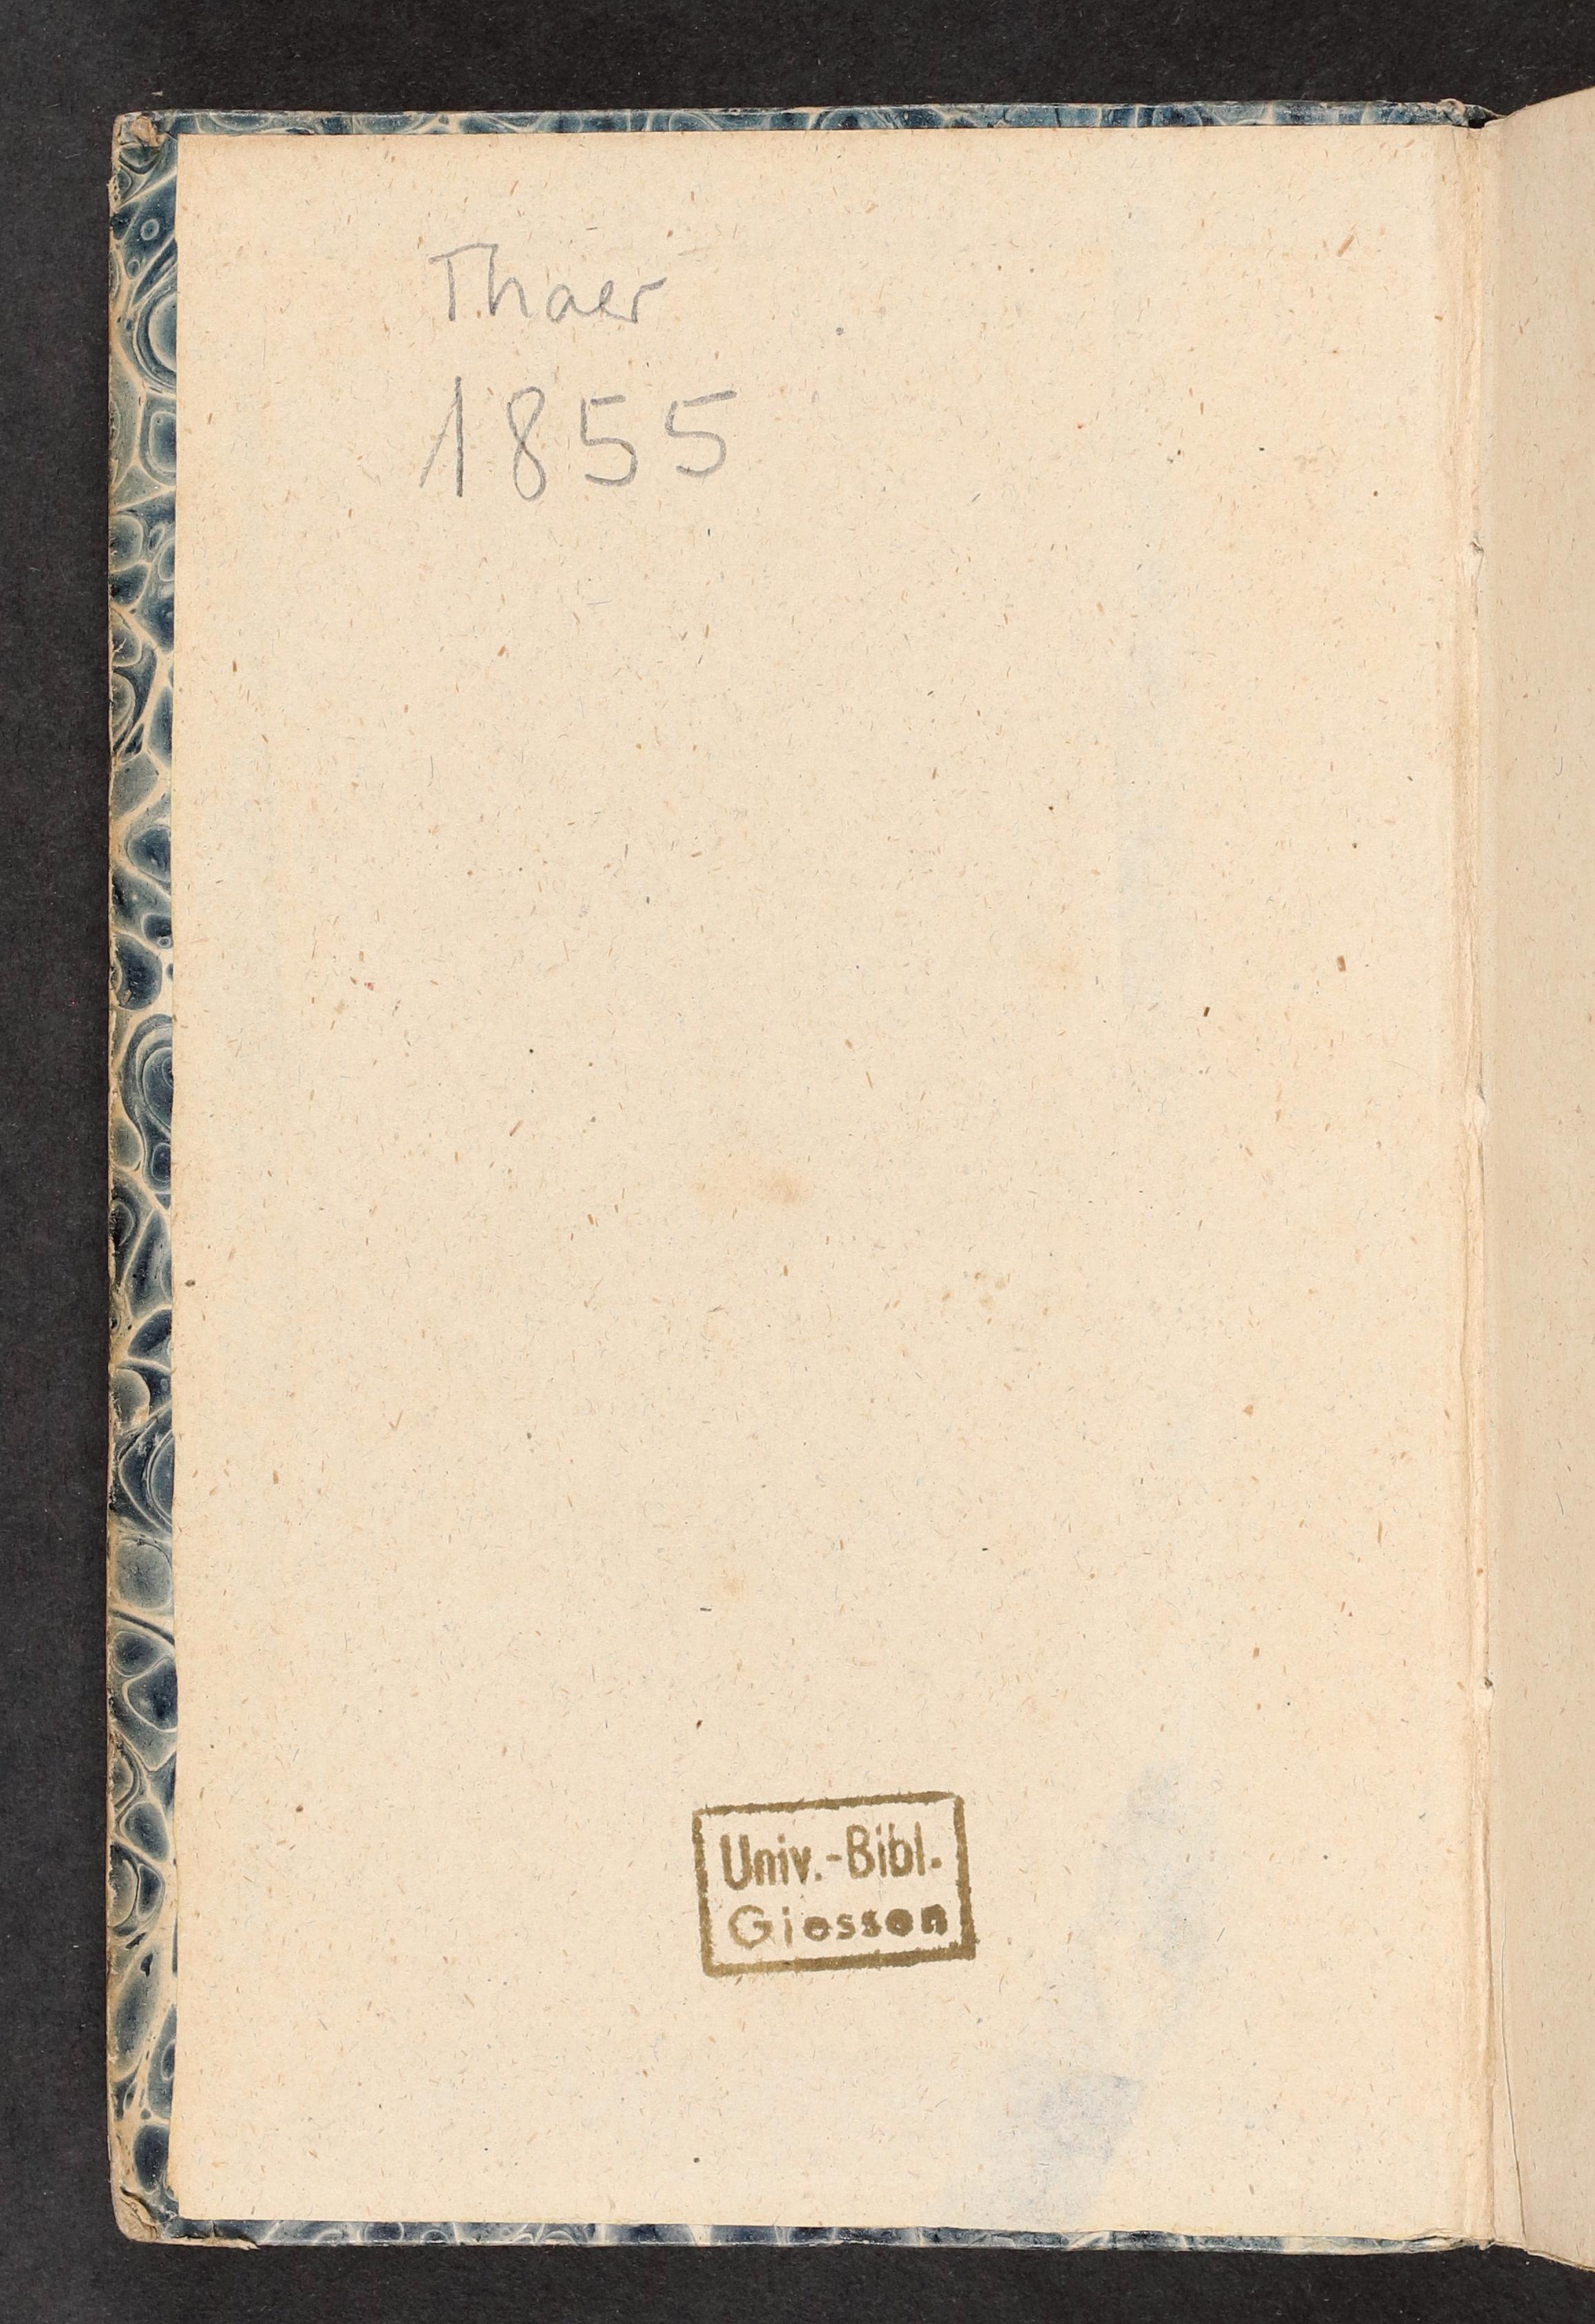 Thaer
1855
Univ.-Bibl.
Giessen